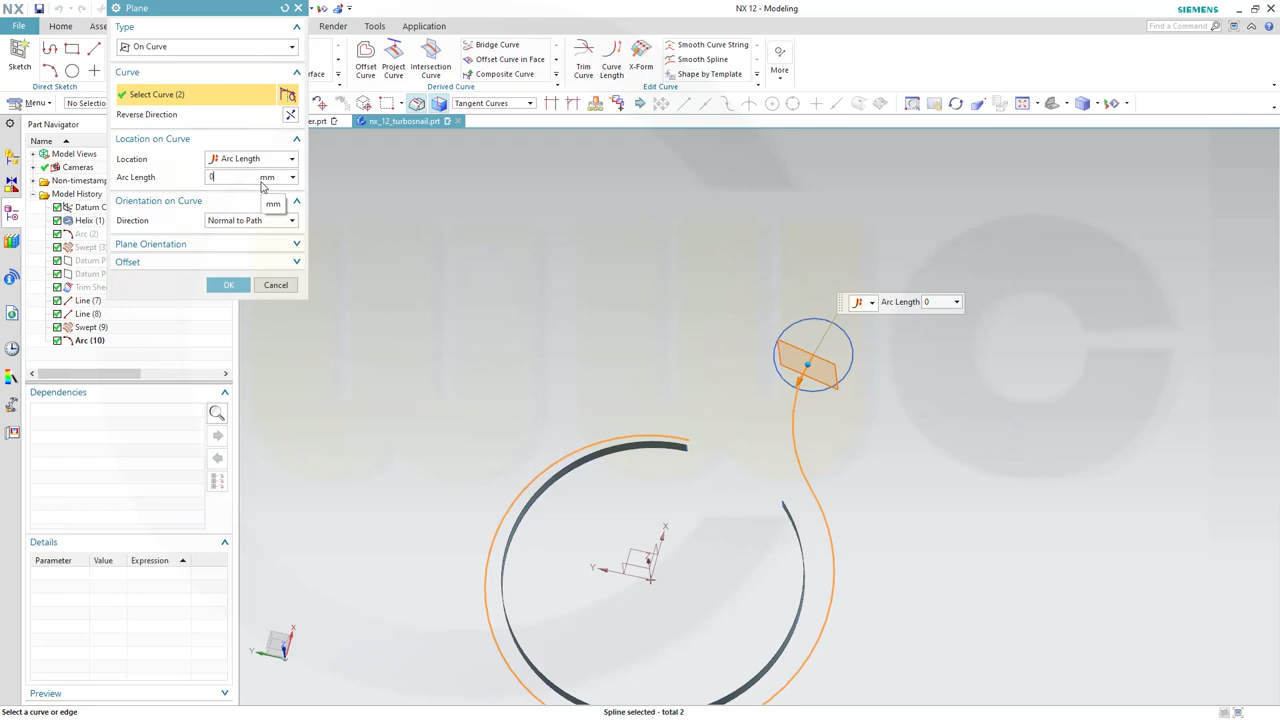 NX
Plane
NX 12 - Modeling
SIEMENS
File
Home
Asse
Render
Tools
Application
Find a Command
Sketch
Direct Sketch
Offset Curve
Project Curve
Intersection Curve
Bridge Curve
Offset Curve in Face
Composite Curve
Derived Curve
Trim Curve
Curve Length
X-Form
Smooth Curve String
Smooth Spline
Shape by Template
Edit Curve
More
Menu
No Selection
Tangent Curves
nx_12_turbosnail.prt
Type
On Curve
Curve
Select Curve (2)
Reverse Direction
Location on Curve
Location
Arc Length
Arc Length
0
mm
mm
Orientation on Curve
Direction
Normal to Path
Plane Orientation
Offset
OK
Cancel
Part Navigator
Name
Model Views
Cameras
Non-timestamp
Model History
Datum C
Helix (1)
Arc (2)
Swept (3)
Datum P
Datum P
Trim She
Line (7)
Line (8)
Swept (9)
Arc (10)
Dependencies
Details
Parameter
Value
Expression
Preview
Arc Length
0
X
Y
X
Y
Z
Select a curve or edge
Spline selected - total 2